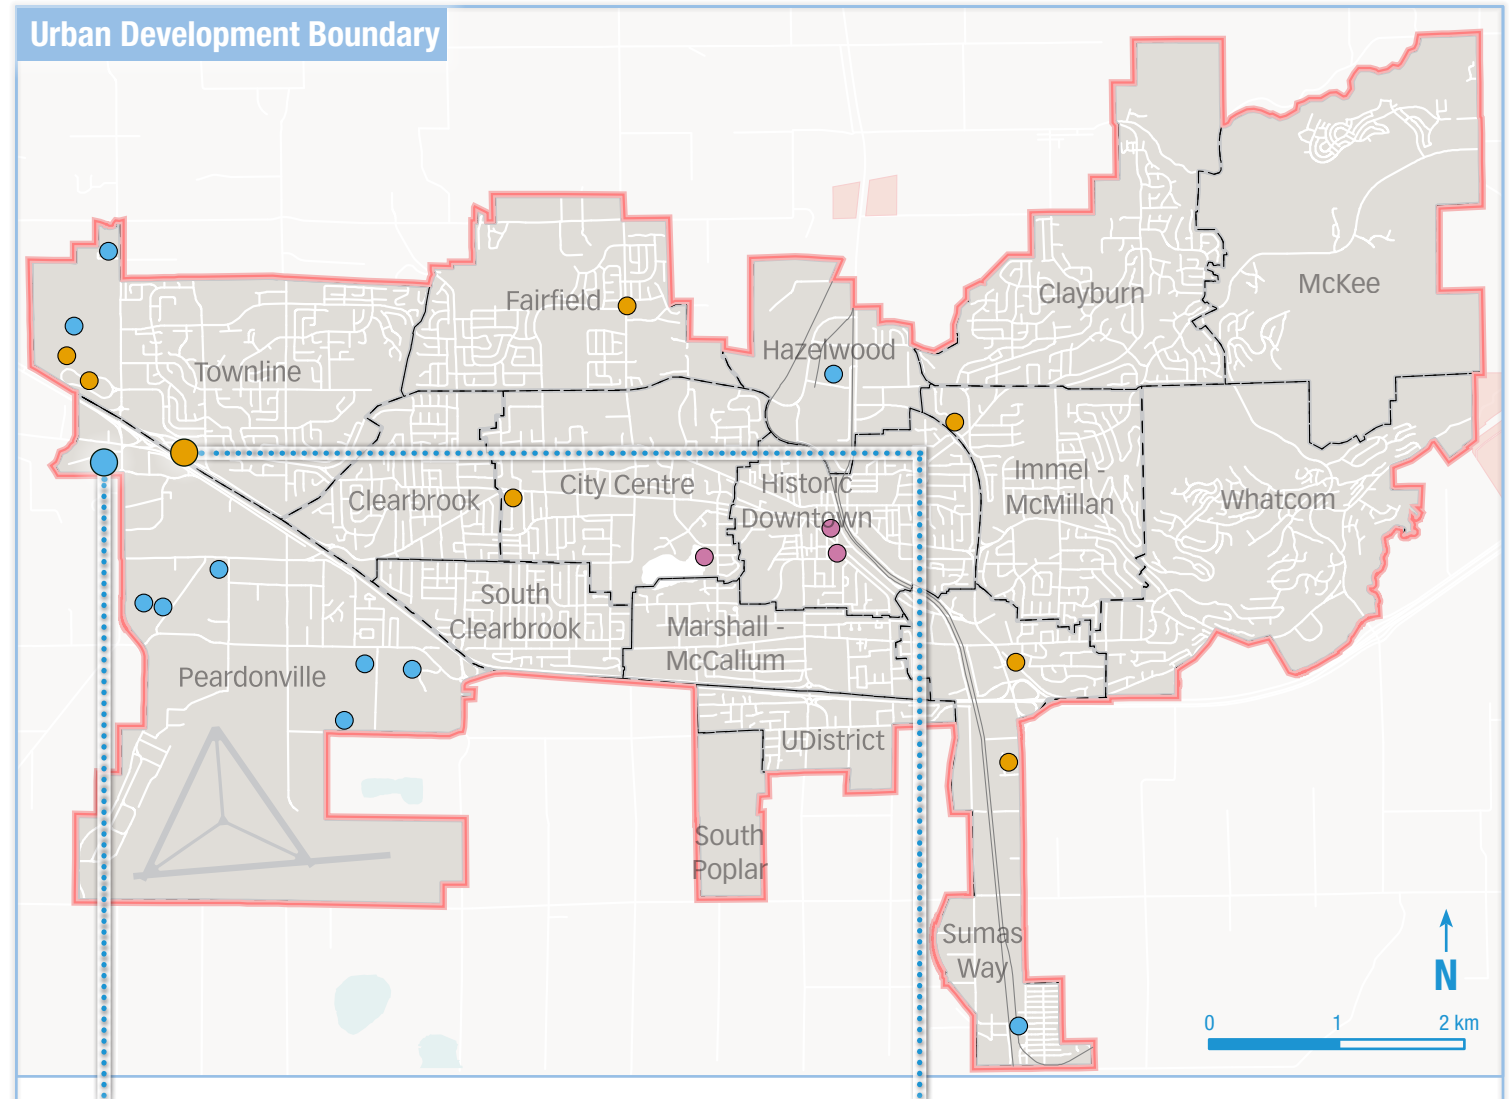 Urban Development Boundary
Fairfield
Clayburn
McKee
Hazelwood
Townline
Clearbrook
City Centre
Historic
Downtown
Immel -
McMillan
Whatcom
South
Clearbrook
Marshall -
McCallum
Peardonville
UDistrict
South
Poplar
Sumas
Way
N
0 1 2 km